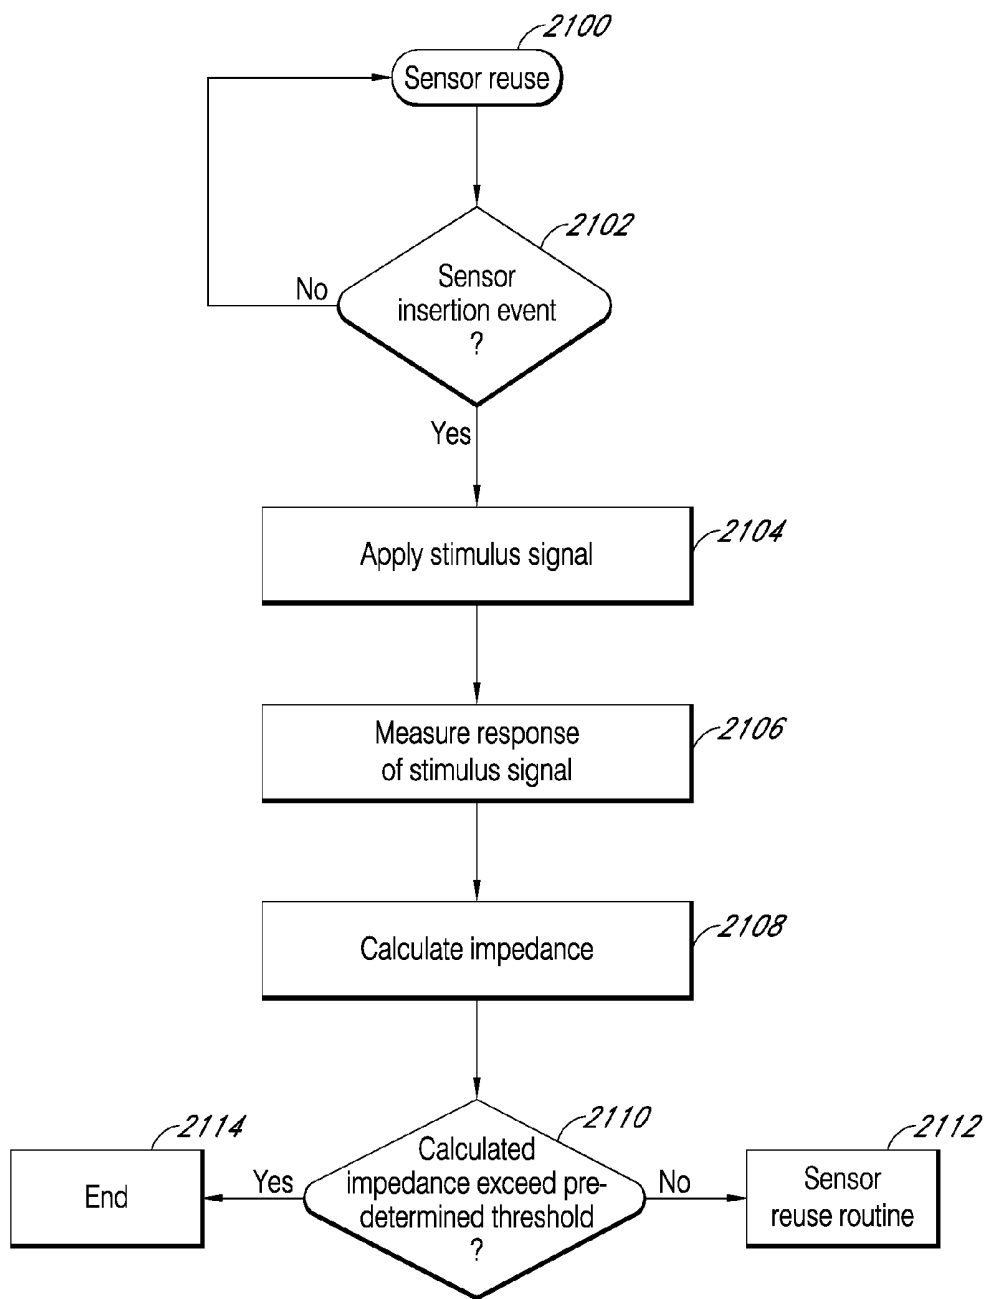 2100
Sensor reuse
2102
Sensor
insertion event
?
No
Yes
2104
Apply stimulus signal
2106
Measure response
of stimulus signal
2108
Calculate impedance
2110
Calculated
impedance exceed pre-
determined threshold
?
Yes
No
2114
End
2112
Sensor
reuse routine